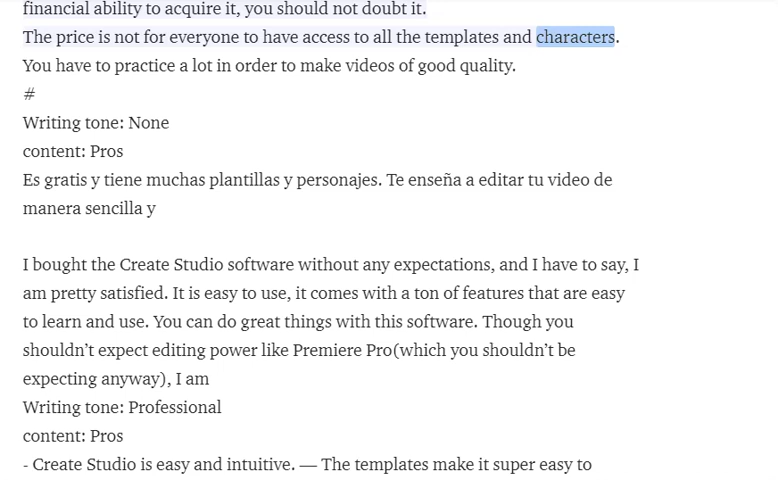 financial ability to acquire it, you should not doubt it.
The price is not for everyone to have access to all the templates and characters.
You have to practice a lot in order to make videos of good quality.
#
Writing tone: None
content: Pros
Es gratis y tiene muchas plantillas y personajes. Te enseña a editar tu video de
manera sencilla y
I bought the Create Studio software without any expectations, and I have to say, I
am pretty satisfied. It is easy to use, it comes with a ton of features that are easy
to learn and use. You can do great things with this software. Though you
shouldn’t expect editing power like Premiere Pro(which you shouldn’t be
expecting anyway), I am
Writing tone: Professional
content: Pros
- Create Studio is easy and intuitive. — The templates make it super easy to